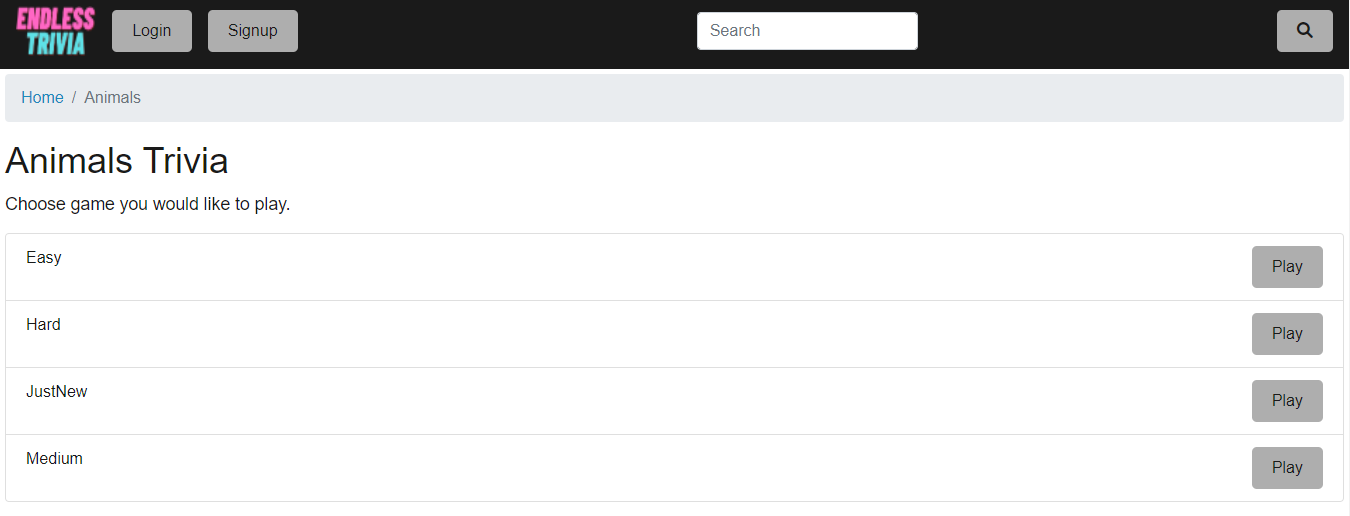 ENDLESS
TRIVIA
Login
Signup
Search
Home / Animals
Animals Trivia
Choose game you would like to play.
Easy
Play
Hard
Play
JustNew
Play
Medium
Play